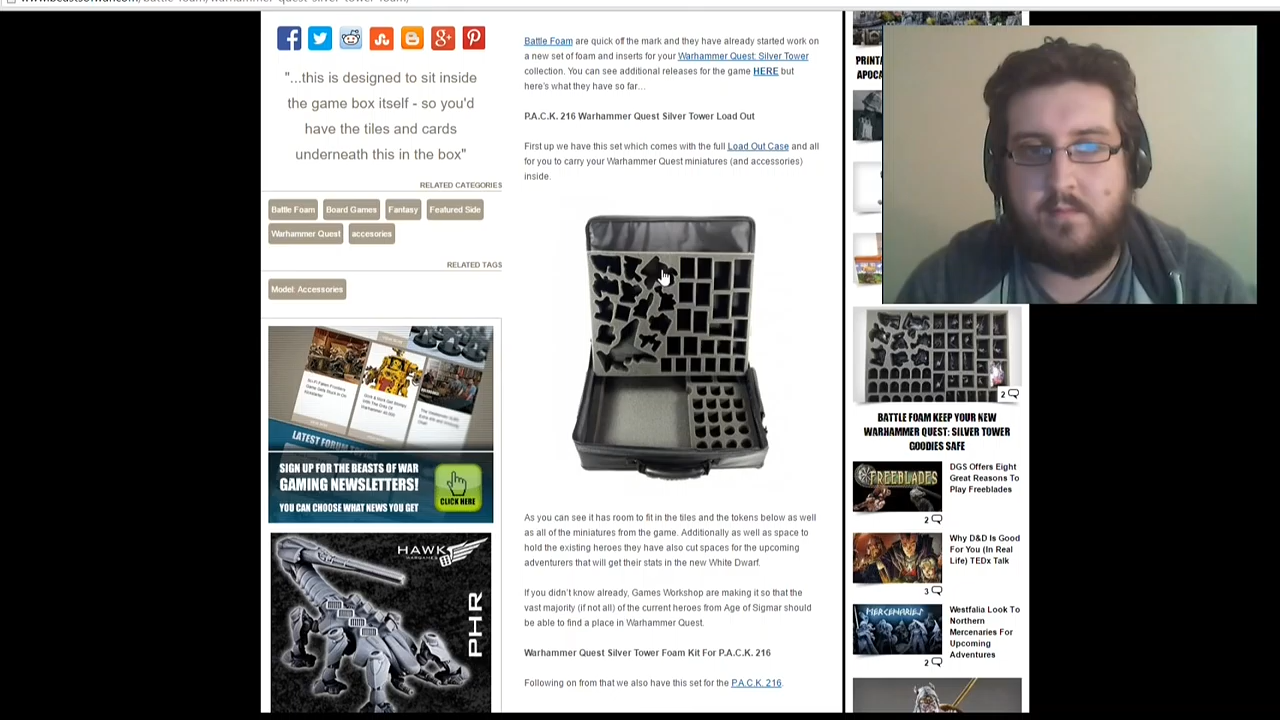 "...this is designed to sit inside
the game box itself - so you'd
have the tiles and cards
underneath this in the box"
RELATED CATEGORIES
Battle Foam Board Games Fantasy Featured Side
Warhammer Quest accesories
RELATED TAGS
Model: Accessories
LATEST FORUM
SIGN UP FOR THE BEASTS OF WAR
GAMING NEWSLETTERS!
YOU CAN CHOOSE WHAT NEWS YOU GET
CLICK HERE
HAWK
PHR
Battle Foam are quick off the mark and they have already started work on
a new set of foam and inserts for your Warhammer Quest: Silver Tower
collection. You can see additional releases for the game HERE but
here's what they have so far...
P.A.C.K. 216 Warhammer Quest Silver Tower Load Out
First up we have this set which comes with the full Load Out Case and all
for you to carry your Warhammer Quest miniatures (and accessories)
inside.
As you can see it has room to fit in the tiles and the tokens below as well
as all of the miniatures from the game. Additionally as well as space to
hold the existing heroes they have also cut spaces for the upcoming
adventurers that will get their stats in the new White Dwarf.
If you didn't know already, Games Workshop are making it so that the
vast majority (if not all) of the current heroes from Age of Sigmar should
be able to find a place in Warhammer Quest.
Warhammer Quest Silver Tower Foam Kit For P.A.C.K. 216
Following on from that we also have this set for the P.A.C.K. 216.
2
BATTLE FOAM KEEP YOUR NEW
WARHAMMER QUEST: SILVER TOWER
GOODIES SAFE
FREEBLADES
DGS Offers Eight
Great Reasons To
Play Freeblades
2
Why D&D Is Good
For You (In Real
Life) TEDx Talk
3
MERCENARIES
Westfalia Look To
Northern
Mercenaries For
Upcoming
Adventures
2